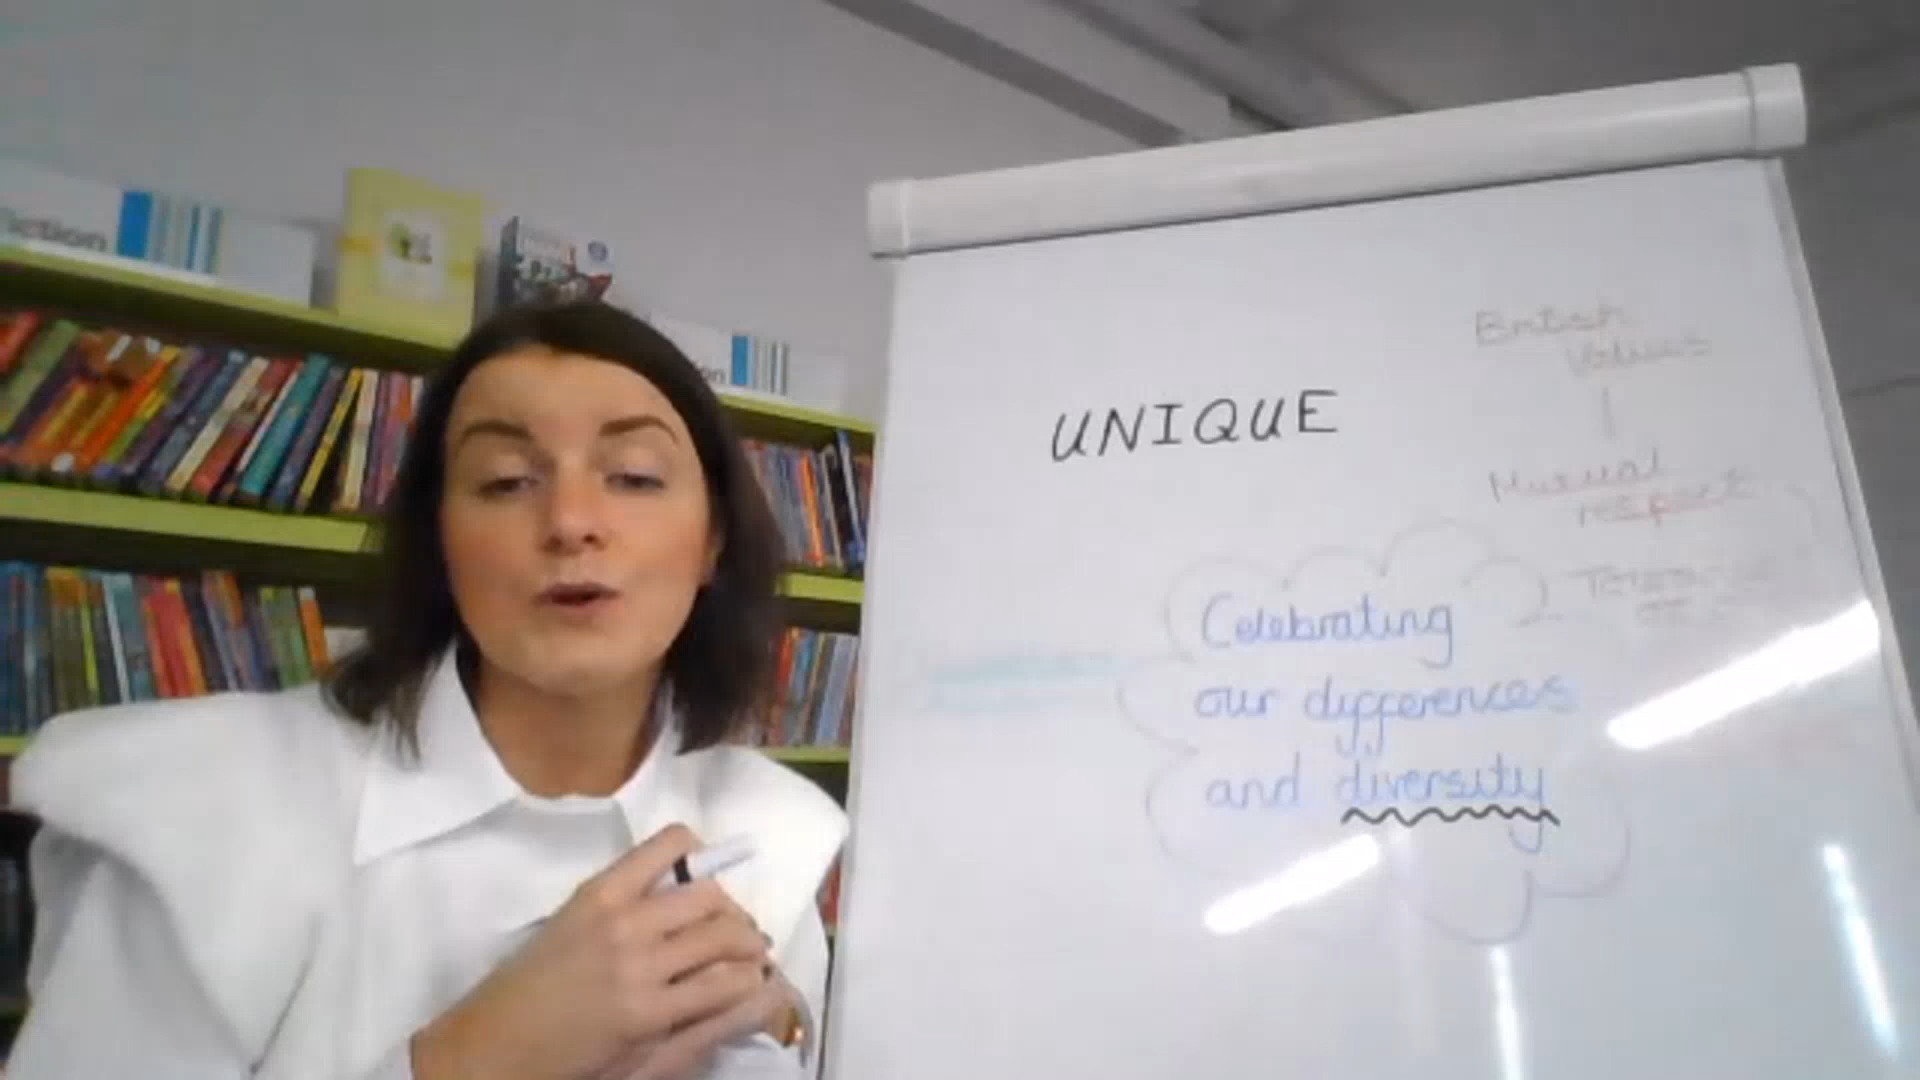 UNIQUE
British
Values
Mutual
respect
Celebrating
our differences
and diversity